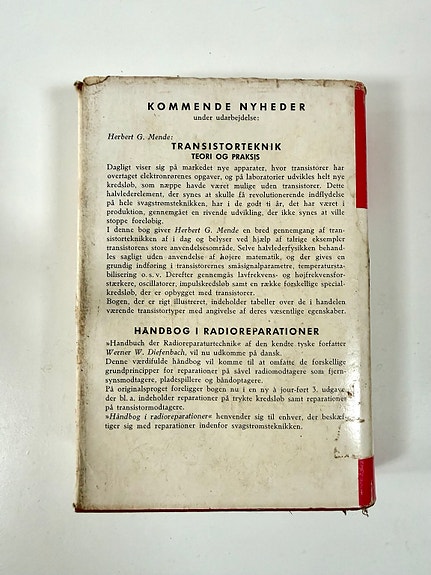 KOMMENDE NYHEDER
under udarbejdelse:
Herbert G. Mende:
TRANSISTORTEKNIK
TEORI OG PRAKSIS
Dagligt viser sig på markedet nye apparater, hvor transistorer har
overtaget elektronrørenes opgaver, og på laboratorier udvikles helt nye
kredsløb, som næppe havde været mulige uden transistorer. Dette
halvlederelement, der synes at skulle få revolutionerende indflydelse
på hele svagstrømsteknikken, har i de godt ti år, det har været i
produktion, gennemgået en rivende udvikling, der ikke synes at ville
stoppe foreløbig.
I denne bog giver Herbert G. Mende en bred gennemgang af tran-
sistorteknikken af i dag og belyser ved hjælp af talrige eksempler
transistorens store anvendelsesområde. Selve halvlederfysikken behand-
les sagligt uden anvendelse af højere matematik, og der gives en
grundig indføring i transistorernes småsignalparametre, temperatursta-
bilisering o. s. v. Derefter gennemgås lavfrekvens- og højfrekvensfor-
stærkere, oscillatorer, impulskredsløb samt en række forskellige special-
kredsløb, der er opbygget med transistorer.
Bogen, der er rigt illustreret, indeholder tabeller over de i handelen
værende transistortyper med angivelse af deres væsentlige egenskaber.
HÅNDBOG I RADIOREPARATIONER
»Handbuch der Radioreparaturtechnik« af den kendte tyske forfatter
Werner W. Diefenbach, vil nu udkomme på dansk.
Denne værdifulde håndbog vil komme til at omfatte de forskellige
grundprincipper for reparationer på såvel radiomodtagere som fjern-
synsmodtagere, pladespillere og båndoptagere.
På originalsproget foreligger bogen nu i en ny à jour-ført 3. udgave,
der bl. a. indeholder reparationer på trykte kredsløb samt reparationer
på transistormodtagere.
»Håndbog i radioreparationer« henvender sig til enhver, der beskæf-
tiger sig med reparationer indenfor svagstrømsteknikken.